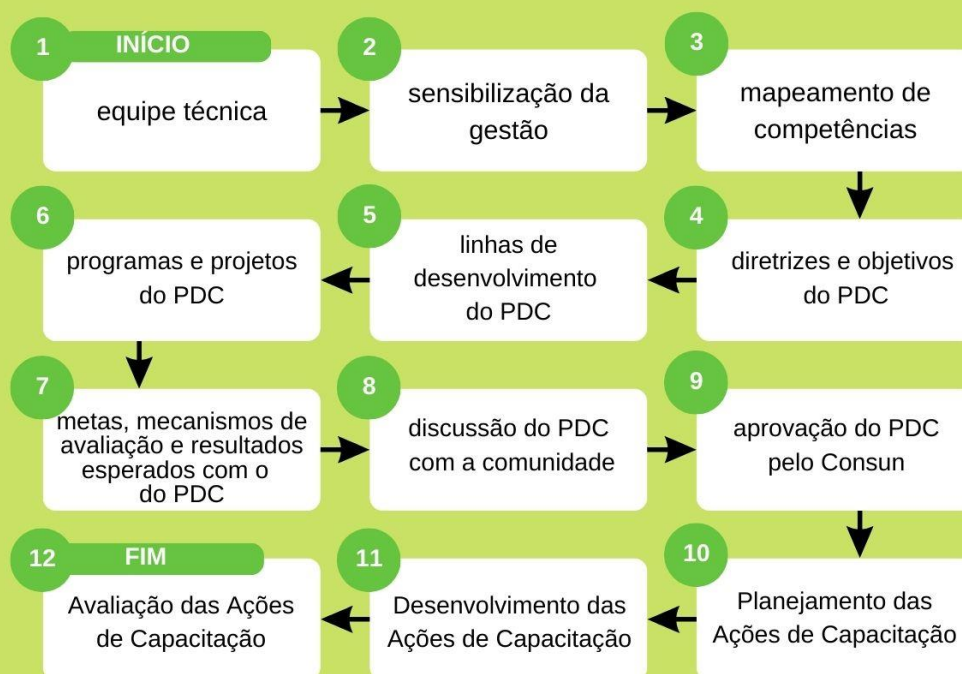 1 INÍCIO
equipe técnica
2
sensibilização da
gestão
3
mapeamento de
competências
4
diretrizes e objetivos
do PDC
5
linhas de
desenvolvimento
do PDC
6
programas e projetos
do PDC
7
metas, mecanismos de
avaliação e resultados
esperados com o
do PDC
8
discussão do PDC
com a comunidade
9
aprovação do PDC
pelo Consun
10
Planejamento das
Ações de Capacitação
11
Desenvolvimento das
Ações de Capacitação
12 FIM
Avaliação das Ações
de Capacitação